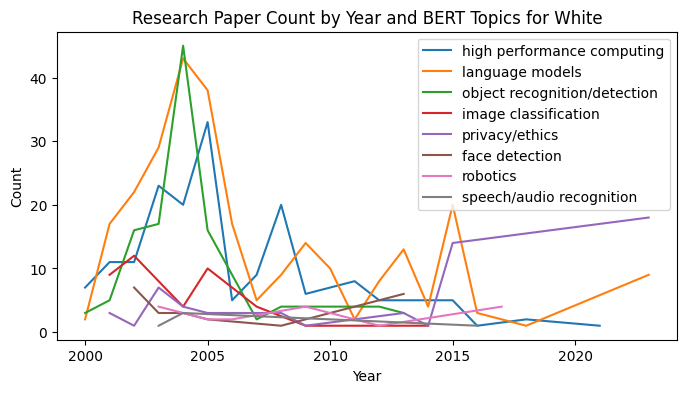 Research Paper Count by Year and BERT Topics for White
high performance computing
language models
object recognition/detection
image classification
privacy/ethics
face detection
robotics
speech/audio recognition
Count
40
30
20
10
0
2000 2005 2010 2015 2020
Year